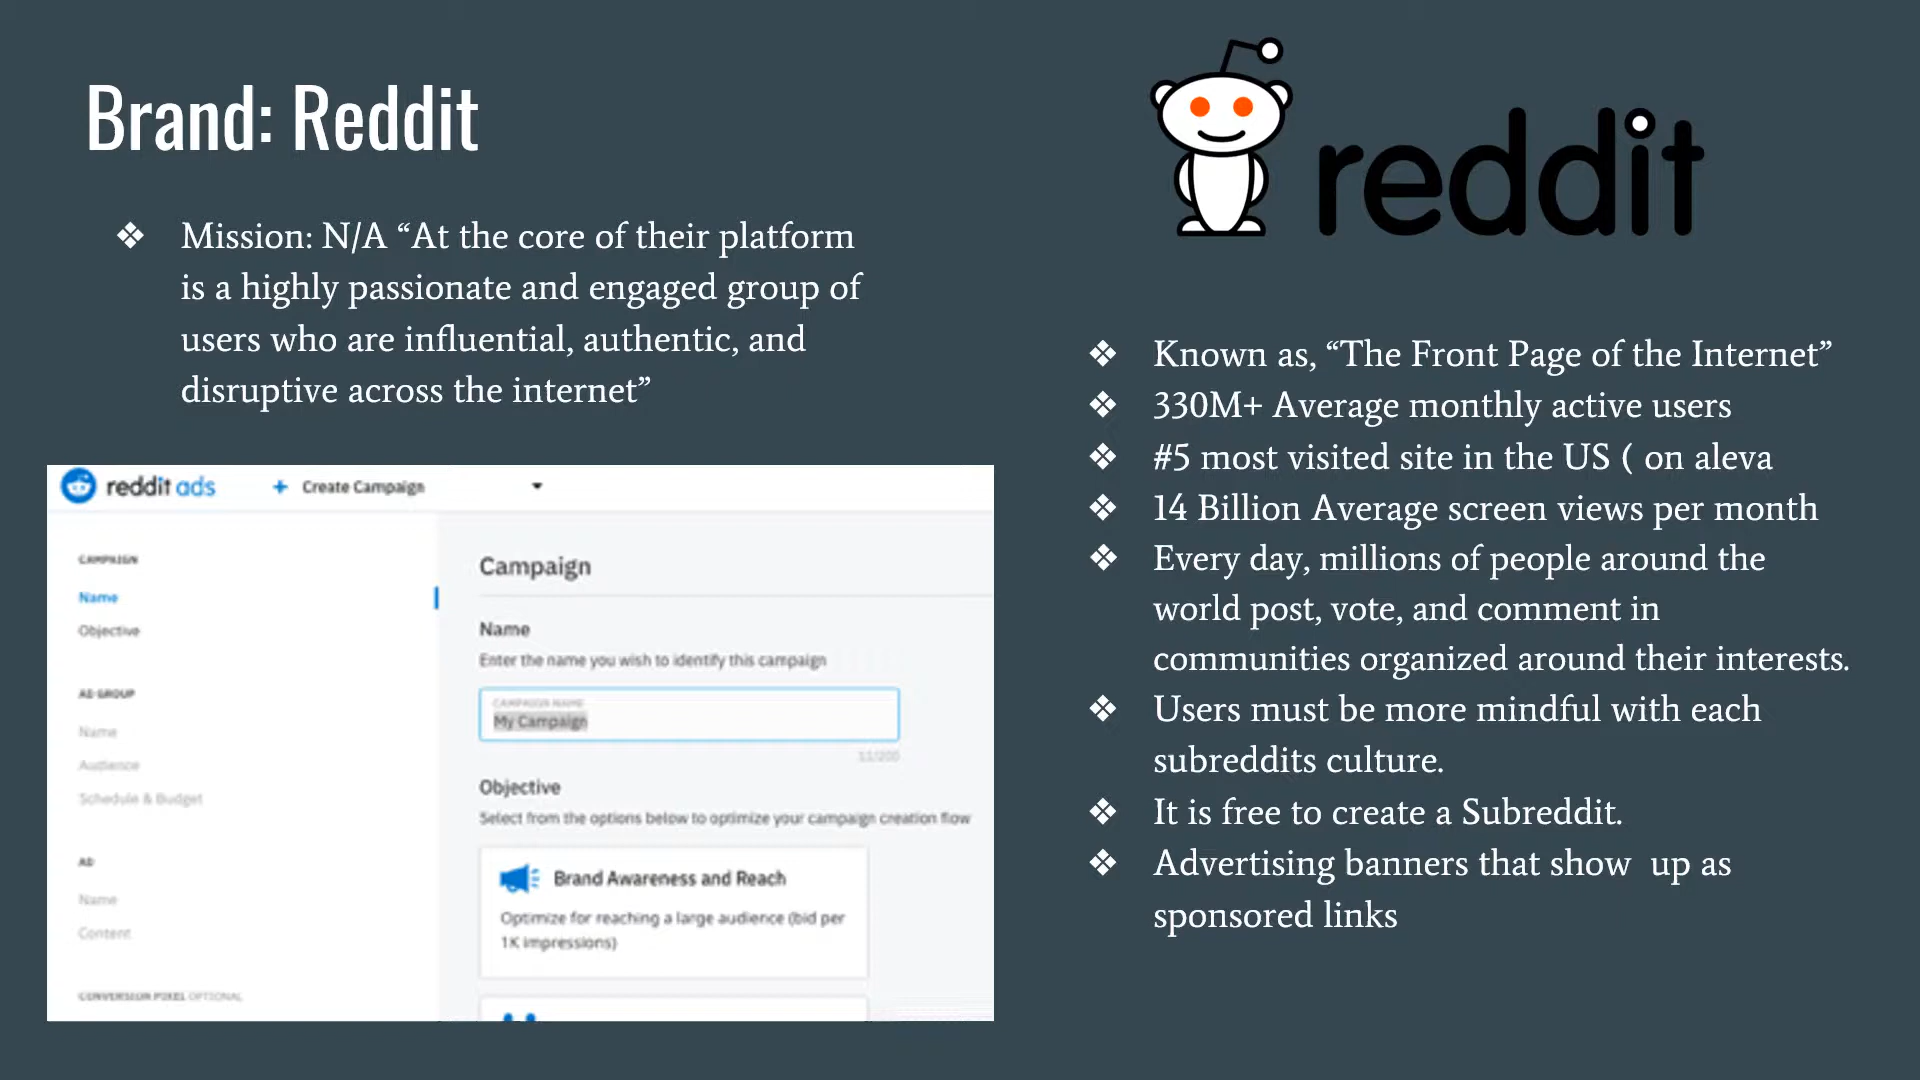 Brand: Reddit
❖ Mission: N/A “At the core of their platform
is a highly passionate and engaged group of
users who are influential, authentic, and
disruptive across the internet”
reddit ads + Create Campaign
CAMPAIGN
Name
Objective
AD GROUP
Name
Audience
Schedule & Budget
AD
Name
Content
CONVERSION PIXEL OPTIONAL
Campaign
Name
Enter the name you wish to identify this campaign
CAMPAIGN NAME
My Campaign
11/200
Objective
Select from the options below to optimize your campaign creation flow
Brand Awareness and Reach
Optimize for reaching a large audience (bid per
1K impressions)
reddit
❖ Known as, “The Front Page of the Internet”
❖ 330M+ Average monthly active users
❖ #5 most visited site in the US ( on aleva
❖ 14 Billion Average screen views per month
❖ Every day, millions of people around the
world post, vote, and comment in
communities organized around their interests.
❖ Users must be more mindful with each
subreddits culture.
❖ It is free to create a Subreddit.
❖ Advertising banners that show  up as
sponsored links